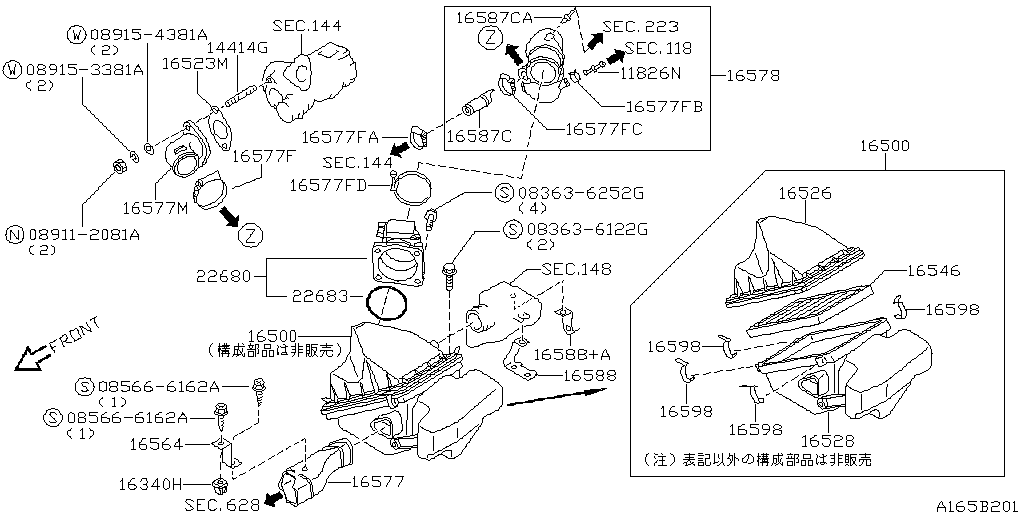 SEC.144
W 08915-4381A
(2)
14414G
W 08915-3381A
(2)
16523M
16577F
16577M
Z
N 08911-2081A
(2)
16587CA
SEC.223
Z
SEC.118
11826N
16578
16577FB
16577FC
16587C
16577FA
SEC.144
16577FD
S 08363-6252G
(4)
S 08363-6122G
(2)
22680
22683
SEC.148
16500
(構成部品は非販売)
16588+A
16588
FRONT
S 08566-6162A
(1)
S 08566-6162A
(1)
16564
16340H
SEC.628
16577
16500
16526
16546
16598
16598
16598
16598
16528
(注) 表記以外の構成部品は非販売
A165B201